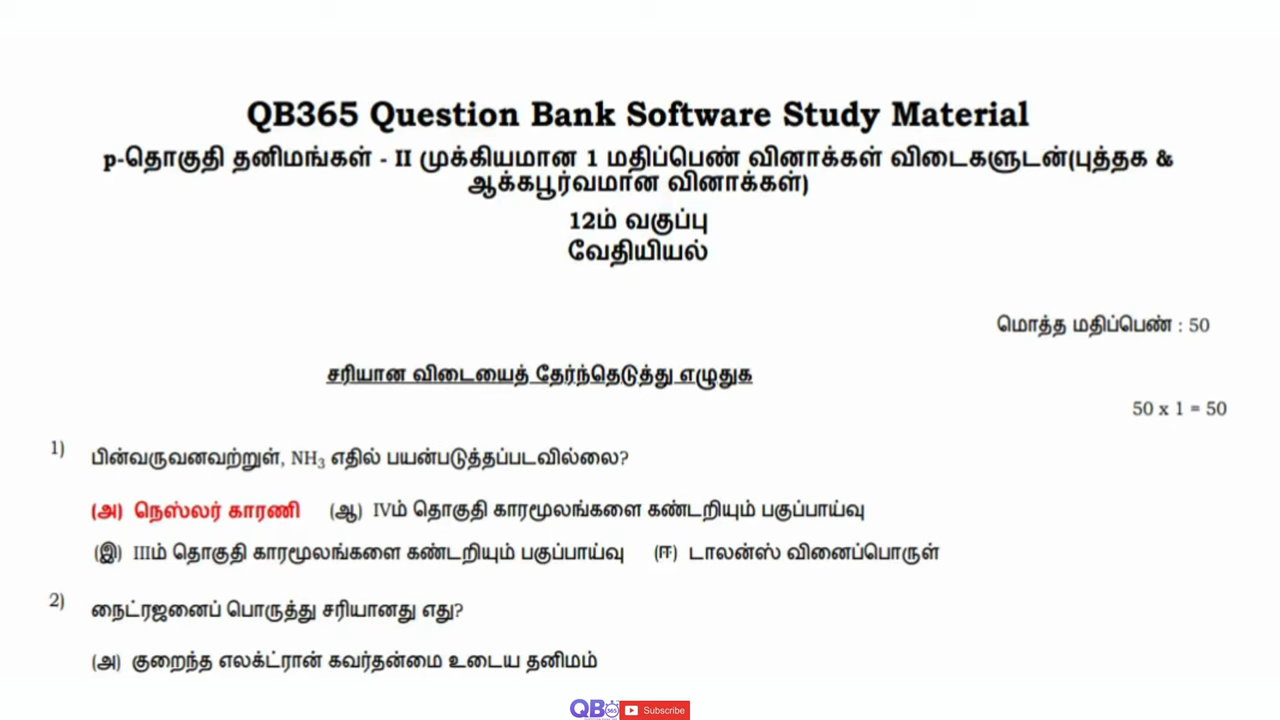 QB365 Question Bank Software Study Material
p-தொகுதி தனிமங்கள் - II முக்கியமான 1 மதிப்பெண் வினாக்கள் விடைகளுடன்(புத்தக &
ஆக்கபூர்வமான வினாக்கள்)
12ம் வகுப்பு
வேதியியல்
மொத்த மதிப்பெண் : 50
சரியான விடையைத் தேர்ந்தெடுத்து எழுதுக
50 x 1 = 50
1) பின்வருவனவற்றுள், NH₃ எதில் பயன்படுத்தப்படவில்லை?
(அ) நெஸ்லர் காரணி (ஆ) IVம் தொகுதி காரமூலங்களை கண்டறியும் பகுப்பாய்வு
(இ) IIIம் தொகுதி காரமூலங்களை கண்டறியும் பகுப்பாய்வு (ஈ) டாலன்ஸ் வினைப்பொருள்
2) நைட்ரஜனைப் பொருத்து சரியானது எது?
(அ) குறைந்த எலக்ட்ரான் கவர்தன்மை உடைய தனிமம்
QB 365 Subscribe